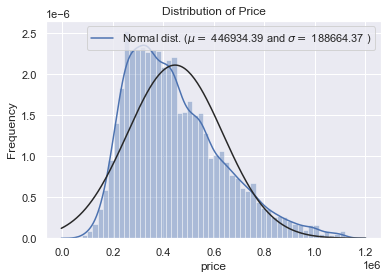 Distribution of Price
1e−6
Normal dist. (μ = 446934.39 and σ = 188664.37 )
2.5
2.0
1.5
1.0
0.5
0.0
Frequency
0.0 0.2 0.4 0.6 0.8 1.0 1.2
1e6
price